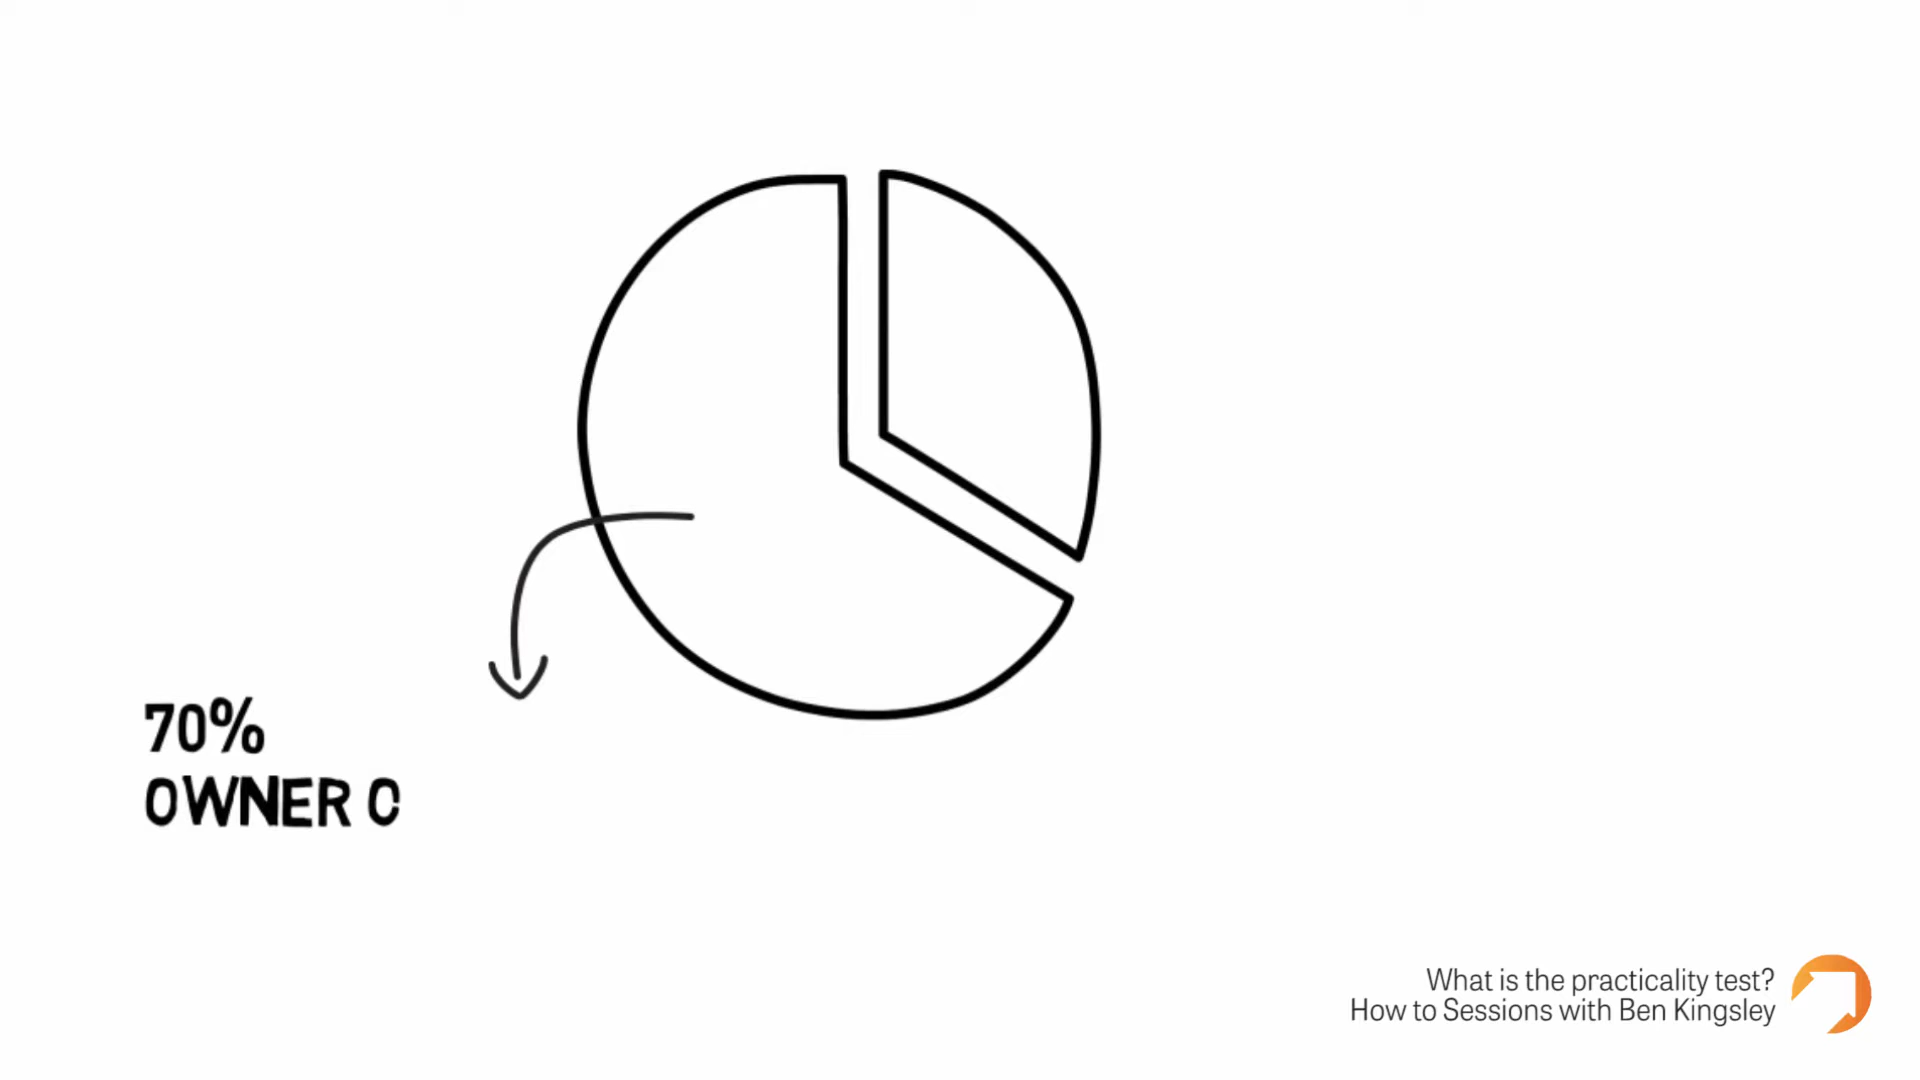 70%
OWNER O
What is the practicality test?
How to Sessions with Ben Kingsley